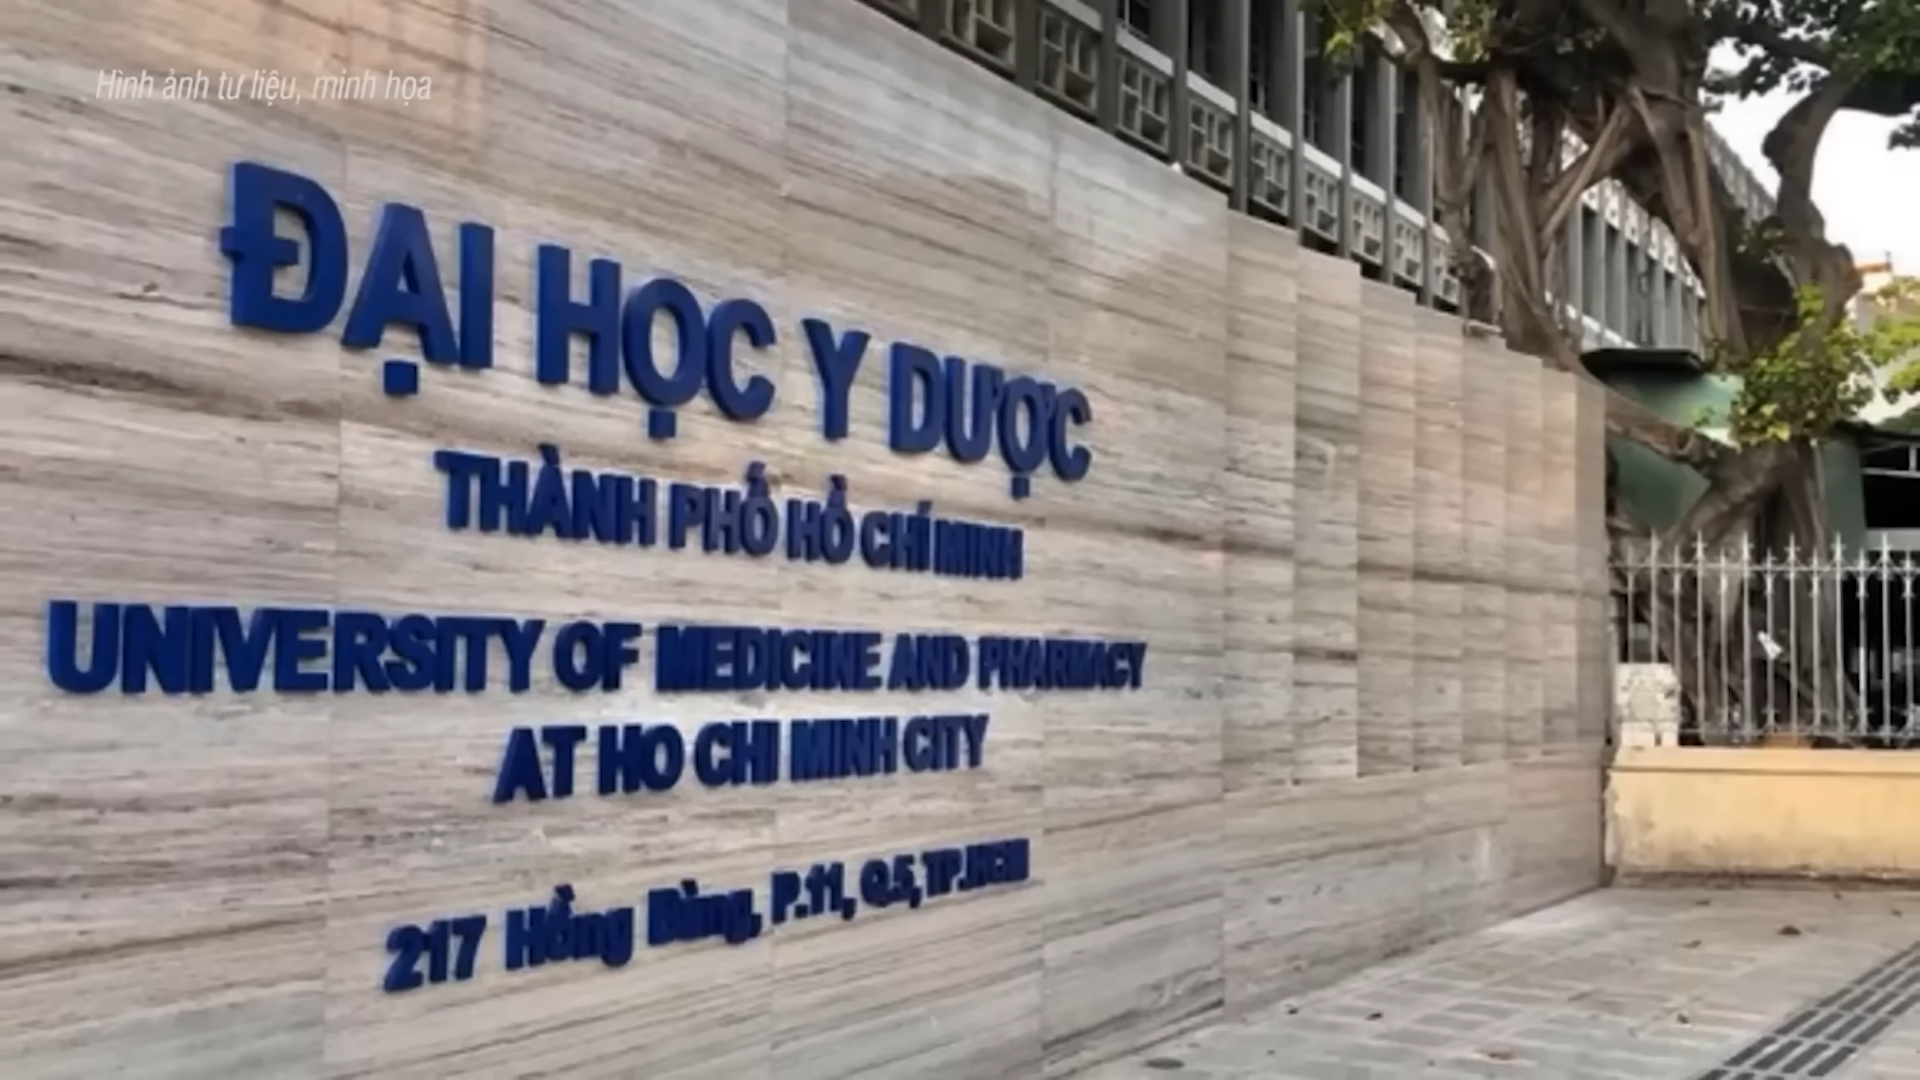 Hình ảnh tư liệu, minh họa
ĐẠI HỌC Y DƯỢC
THÀNH PHỐ HỒ CHÍ MINH
UNIVERSITY OF MEDICINE AND PHARMACY
AT HO CHI MINH CITY
217 Hồng Bàng, P.11, Q.5, TP.HCM